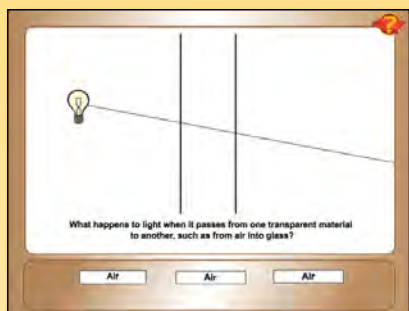 ?
What happens to light when it passes from one transparent material
to another, such as from air into glass?
Air Air Air